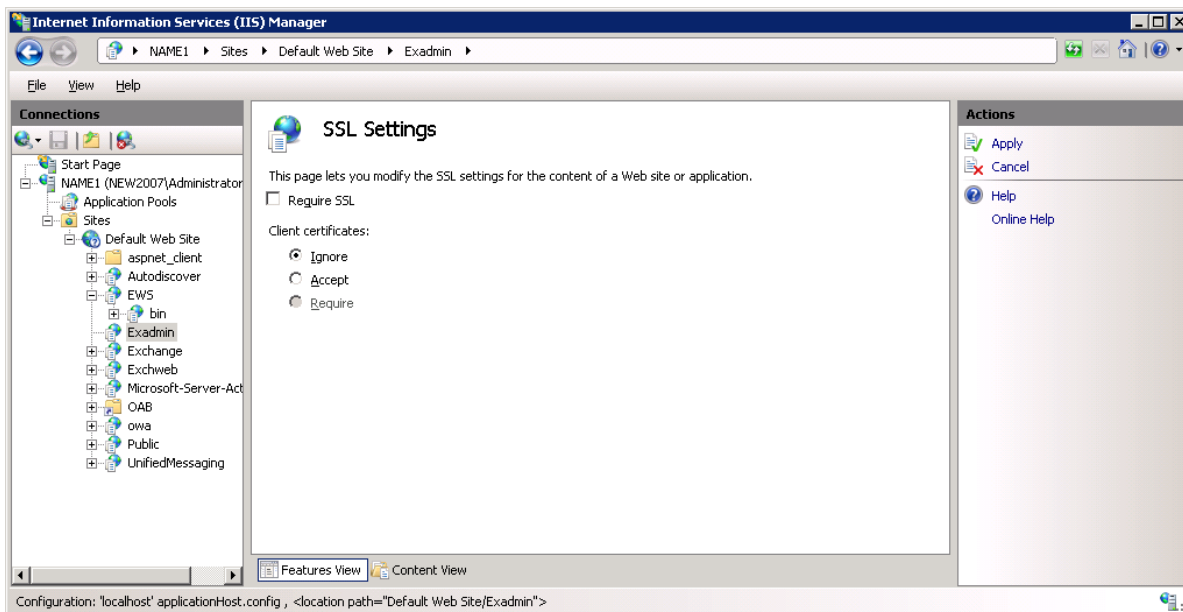 Internet Information Services (IIS) Manager
NAME1 Sites Default Web Site Exadmin
File View Help
Connections
Start Page
NAME1 (NEW2007\Administrator
Application Pools
Sites
Default Web Site
aspnet_client
Autodiscover
EWS
bin
Exadmin
Exchange
Exchweb
Microsoft-Server-Act
OAB
owa
Public
UnifiedMessaging
SSL Settings
This page lets you modify the SSL settings for the content of a Web site or application.
Require SSL
Client certificates:
Ignore
Accept
Require
Features View Content View
Actions
Apply
Cancel
Help
Online Help
Configuration: 'localhost' applicationHost.config , <location path="Default Web Site/Exadmin">